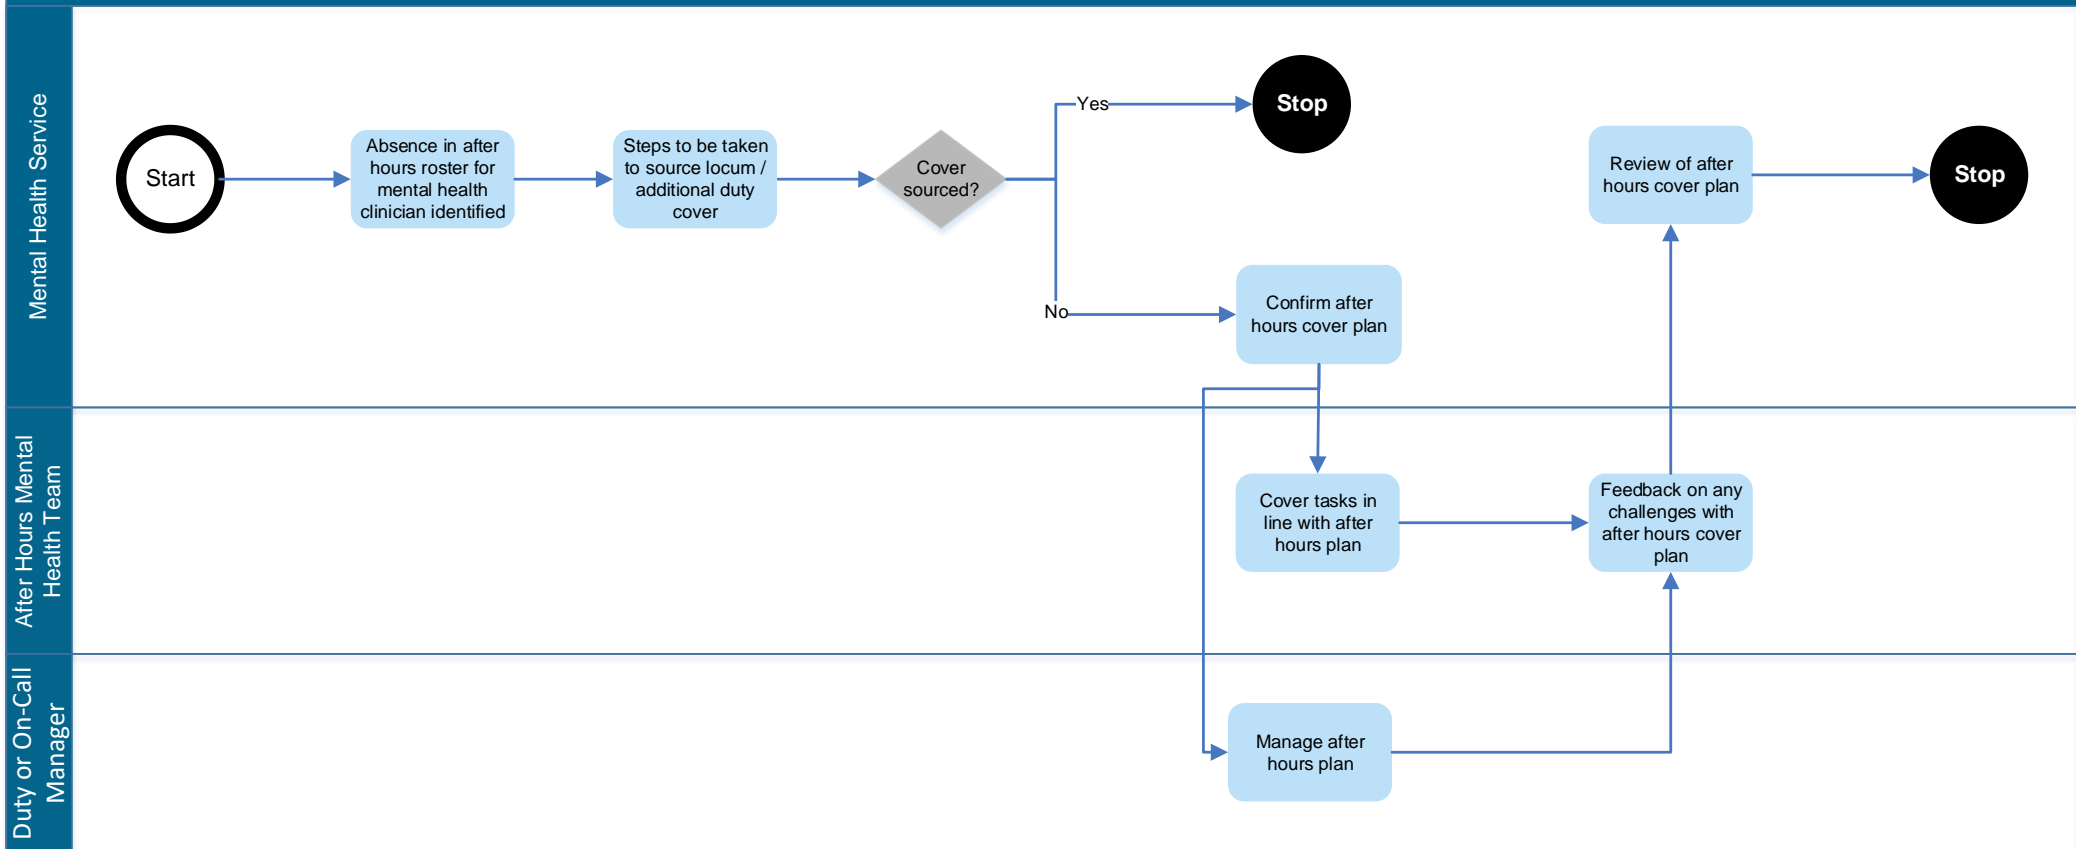 Mental Health Service
Start
Absence in after
hours roster for
mental health
clinician identified
Steps to be taken
to source locum /
additional duty
cover
Cover
sourced?
Yes
Stop
No
Confirm after
hours cover plan
Review of after
hours cover plan
Stop
After Hours Mental
Health Team
Cover tasks in
line with after
hours plan
Feedback on any
challenges with
after hours cover
plan
Duty or On-Call
Manager
Manage after
hours plan